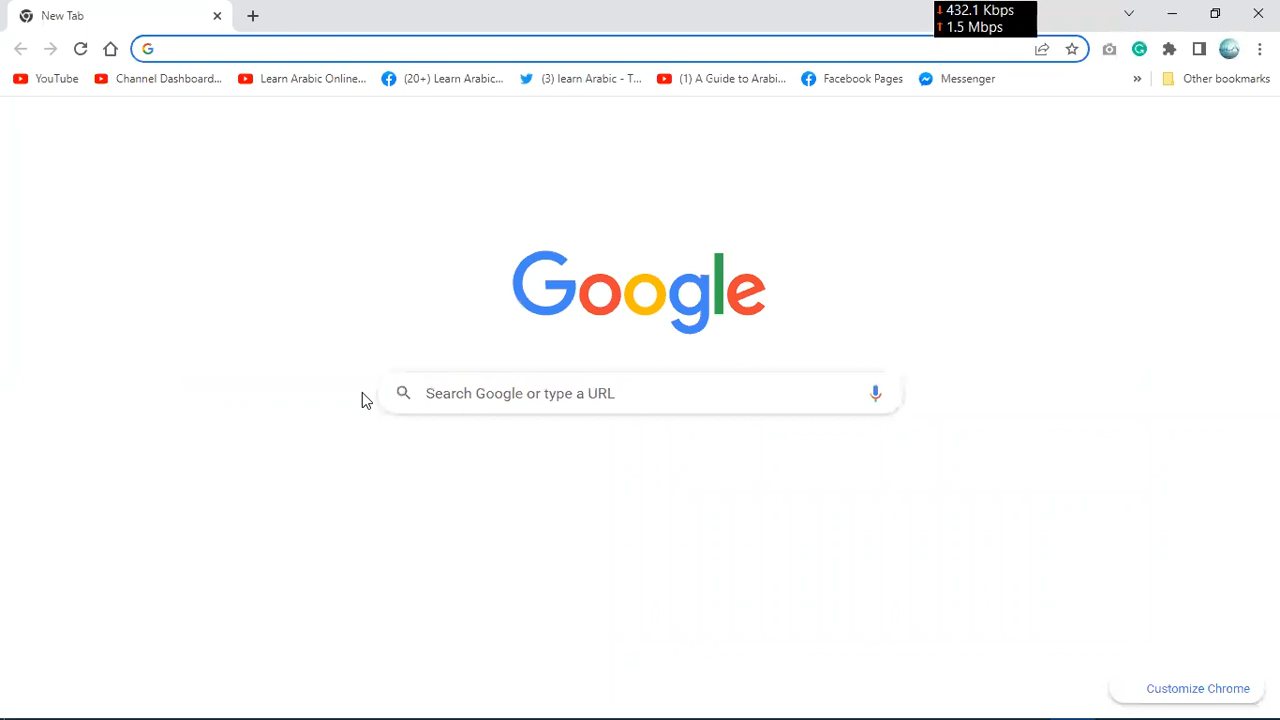 New Tab
432.1 Kbps
1.5 Mbps
YouTube
Channel Dashboard...
Learn Arabic Online...
(20+) Learn Arabic...
(3) learn Arabic - T...
(1) A Guide to Arabi...
Facebook Pages
Messenger
Other bookmarks
Google
Search Google or type a URL
Customize Chrome